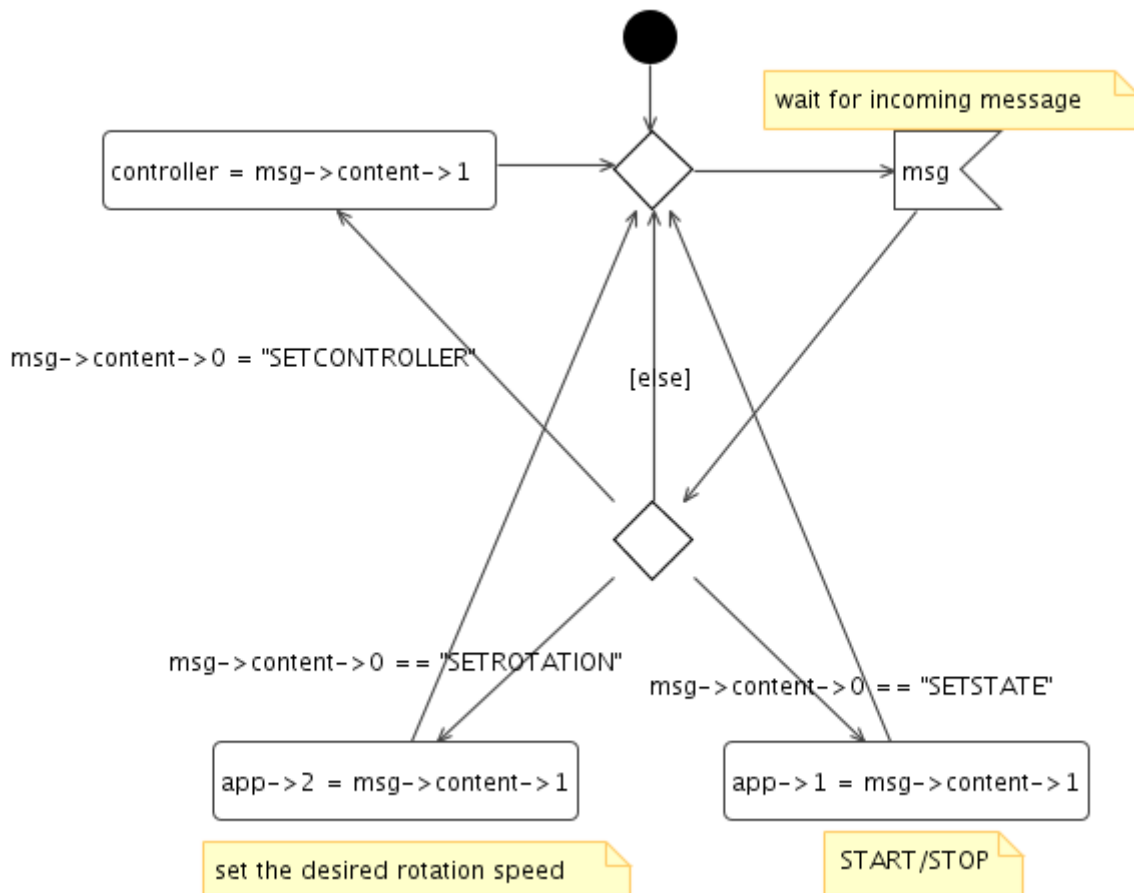 wait for incoming message
controller = msg->content->1
msg
msg->content->0 = "SETCONTROLLER"
[else]
msg->content->0 == "SETROTATION"
msg->content->0 == "SETSTATE"
app->2 = msg->content->1
app->1 = msg->content->1
set the desired rotation speed
START/STOP